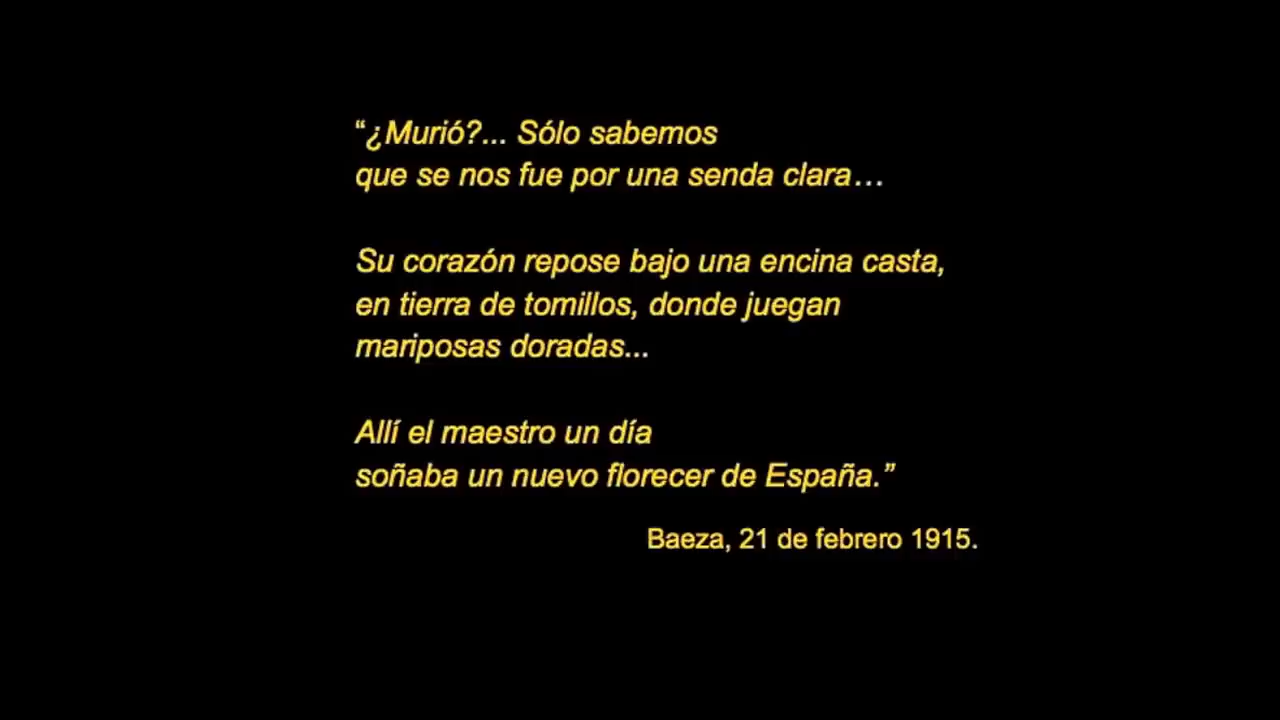 “¿Murió?... Sólo sabemos
que se nos fue por una senda clara…
Su corazón repose bajo una encina casta,
en tierra de tomillos, donde juegan
mariposas doradas...
Allí el maestro un día
soñaba un nuevo florecer de España.”
Baeza, 21 de febrero 1915.